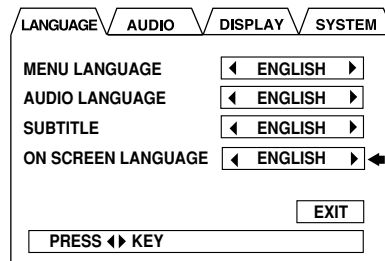 LANGUAGE AUDIO DISPLAY SYSTEM
MENU LANGUAGE ENGLISH
AUDIO LANGUAGE ENGLISH
SUBTITLE ENGLISH
ON SCREEN LANGUAGE ENGLISH
EXIT
PRESS ◀▶ KEY